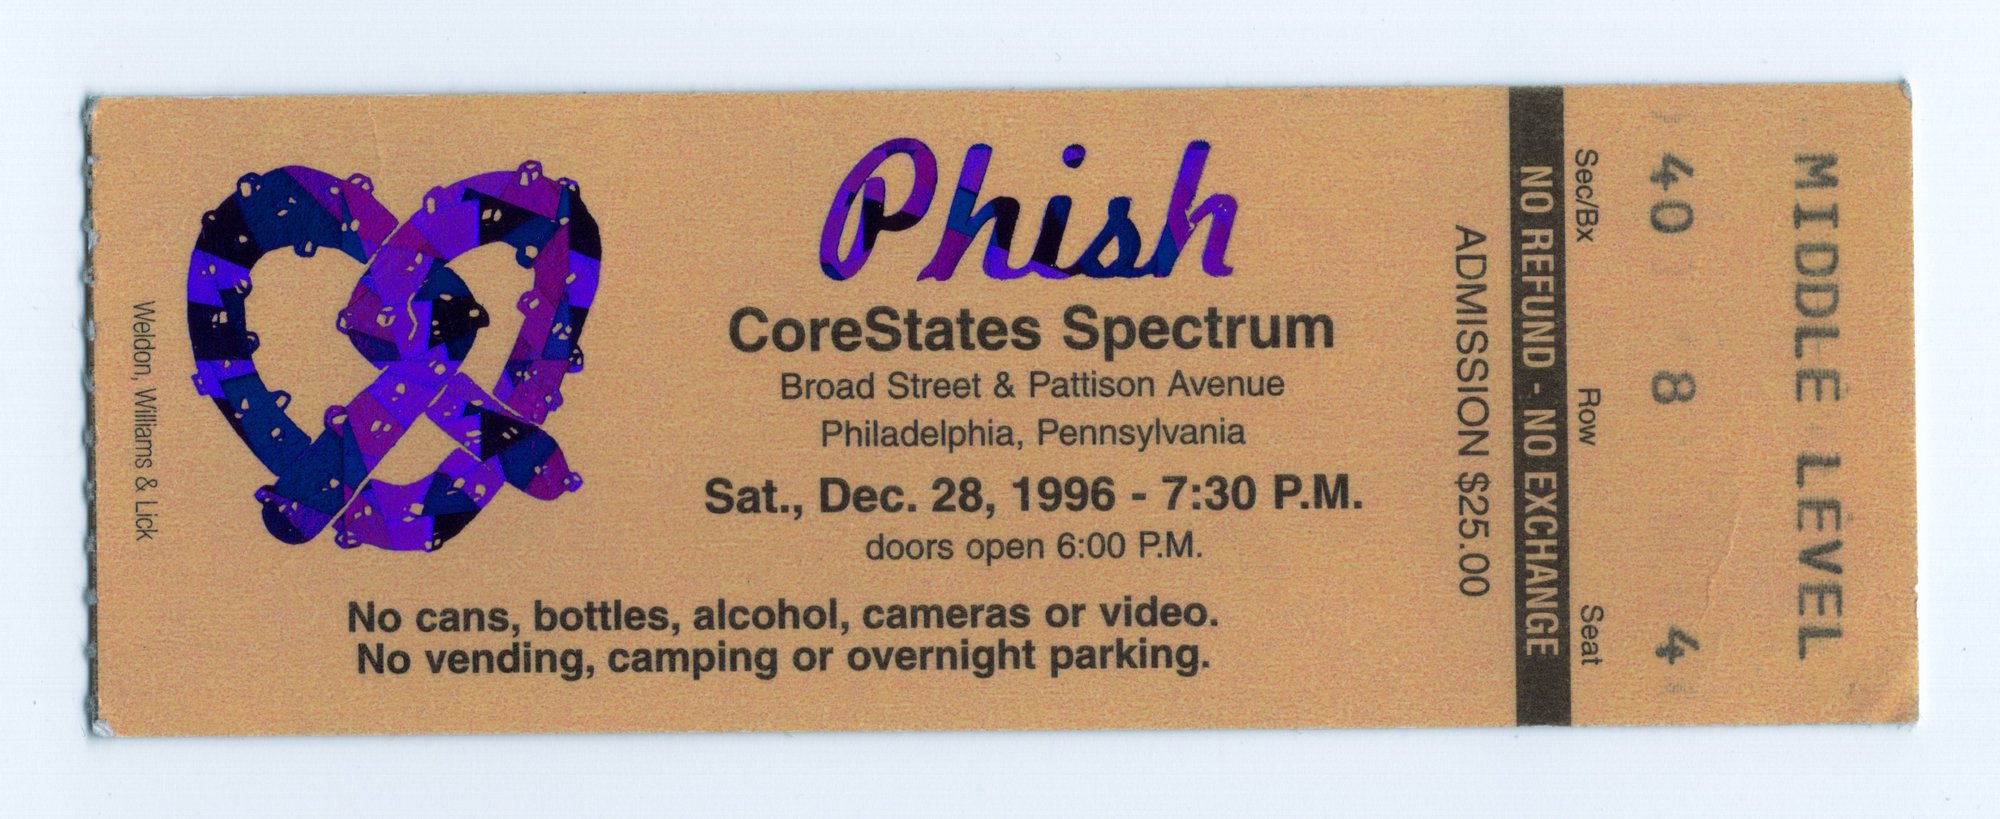 Weldon, Williams & Lick
Phish
CoreStates Spectrum
Broad Street & Pattison Avenue
Philadelphia, Pennsylvania
Sat., Dec. 28, 1996 - 7:30 P.M.
doors open 6:00 P.M.
No cans, bottles, alcohol, cameras or video.
No vending, camping or overnight parking.
ADMISSION $25.00
NO REFUND - NO EXCHANGE
Sec/Bx Row Seat
40 8 4
MIDDLE LEVEL